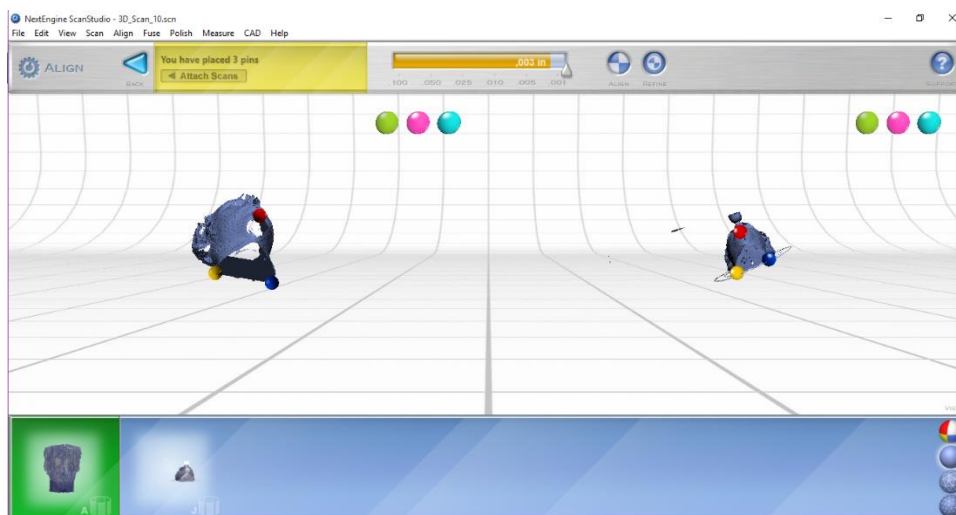 NextEngine ScanStudio - 3D_Scan_10.scn
File Edit View Scan Align Fuse Polish Measure CAD Help
ALIGN
BACK
You have placed 3 pins
Attach Scans
.003 in
.100 .050 .025 .010 .005 .001
ALIGN REFINE
SUPPORT
A
J